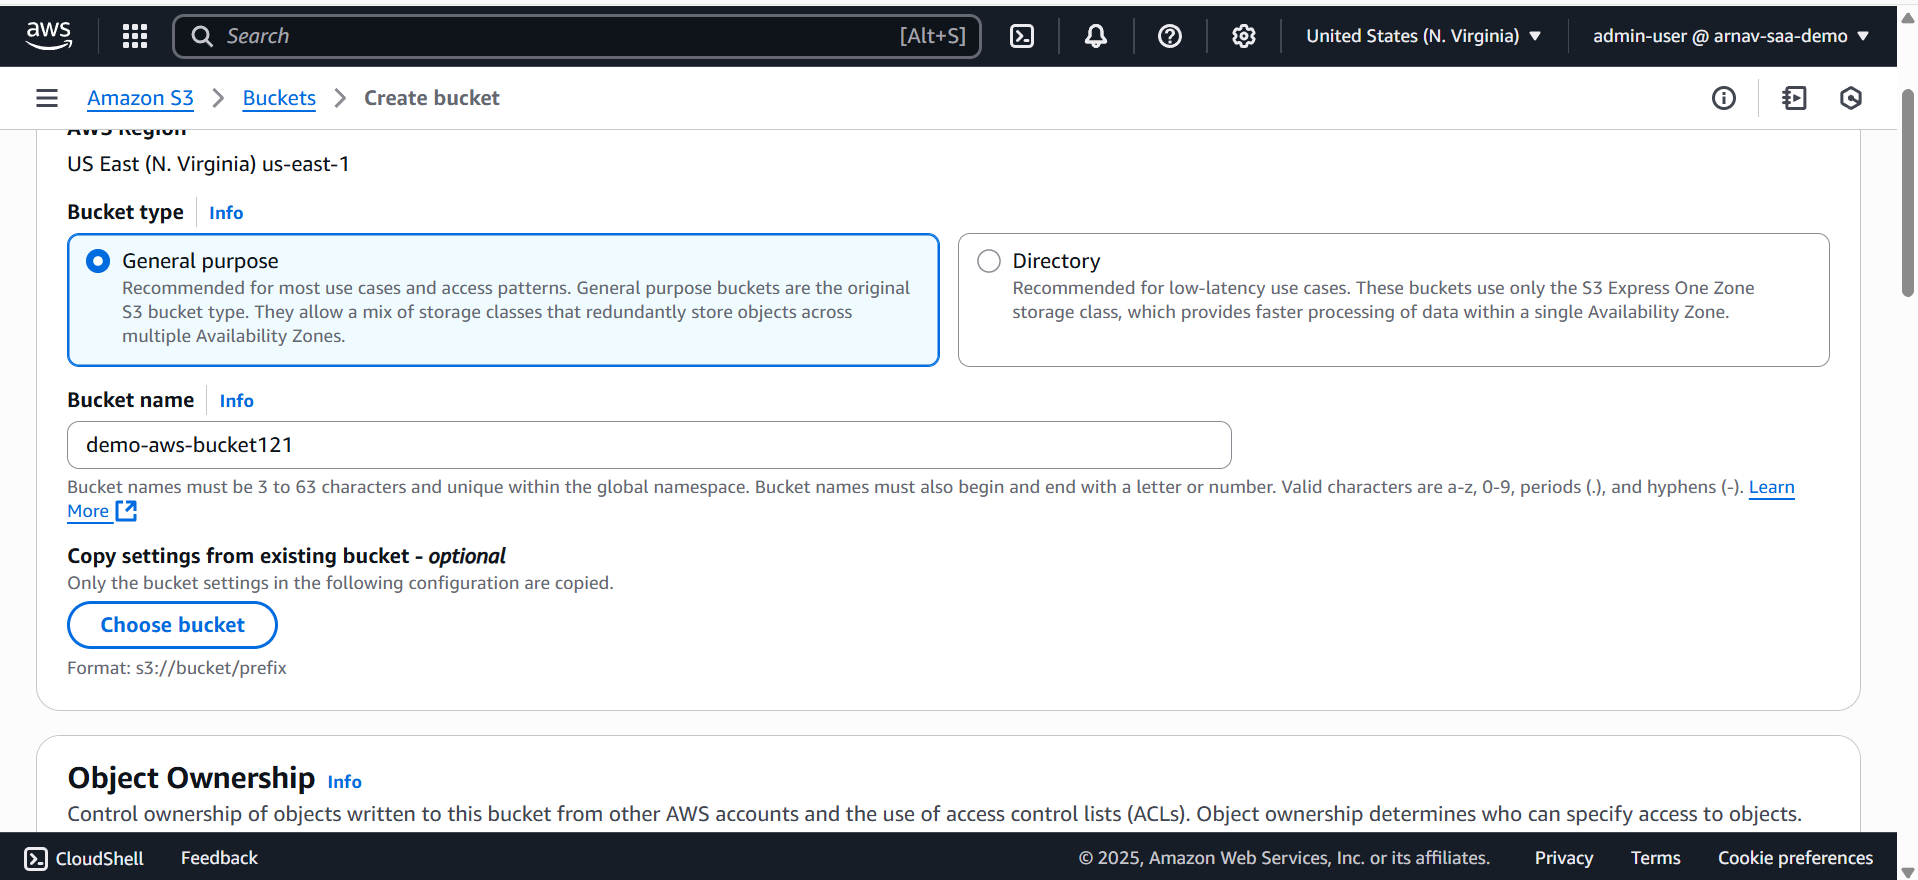 aws
Search [Alt+S]
United States (N. Virginia)
admin-user @ arnav-saa-demo
Amazon S3 > Buckets > Create bucket
AWS Region
US East (N. Virginia) us-east-1
Bucket type Info
General purpose
Recommended for most use cases and access patterns. General purpose buckets are the original
S3 bucket type. They allow a mix of storage classes that redundantly store objects across
multiple Availability Zones.
Directory
Recommended for low-latency use cases. These buckets use only the S3 Express One Zone
storage class, which provides faster processing of data within a single Availability Zone.
Bucket name Info
demo-aws-bucket121
Bucket names must be 3 to 63 characters and unique within the global namespace. Bucket names must also begin and end with a letter or number. Valid characters are a-z, 0-9, periods (.), and hyphens (-). Learn
More
Copy settings from existing bucket - optional
Only the bucket settings in the following configuration are copied.
Choose bucket
Format: s3://bucket/prefix
Object Ownership Info
Control ownership of objects written to this bucket from other AWS accounts and the use of access control lists (ACLs). Object ownership determines who can specify access to objects.
CloudShell Feedback © 2025, Amazon Web Services, Inc. or its affiliates. Privacy Terms Cookie preferences